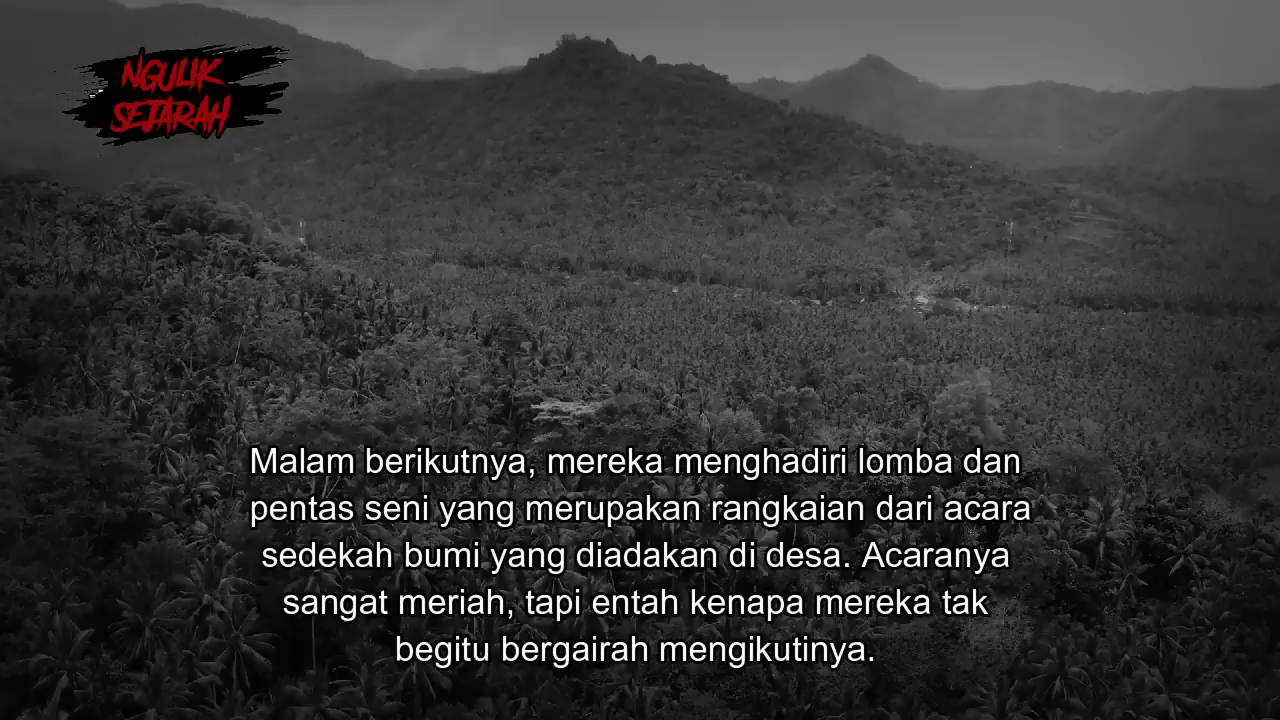 NGULIK
SEJARAH
Malam berikutnya, mereka menghadiri lomba dan
pentas seni yang merupakan rangkaian dari acara
sedekah bumi yang diadakan di desa. Acaranya
sangat meriah, tapi entah kenapa mereka tak
begitu bergairah mengikutinya.